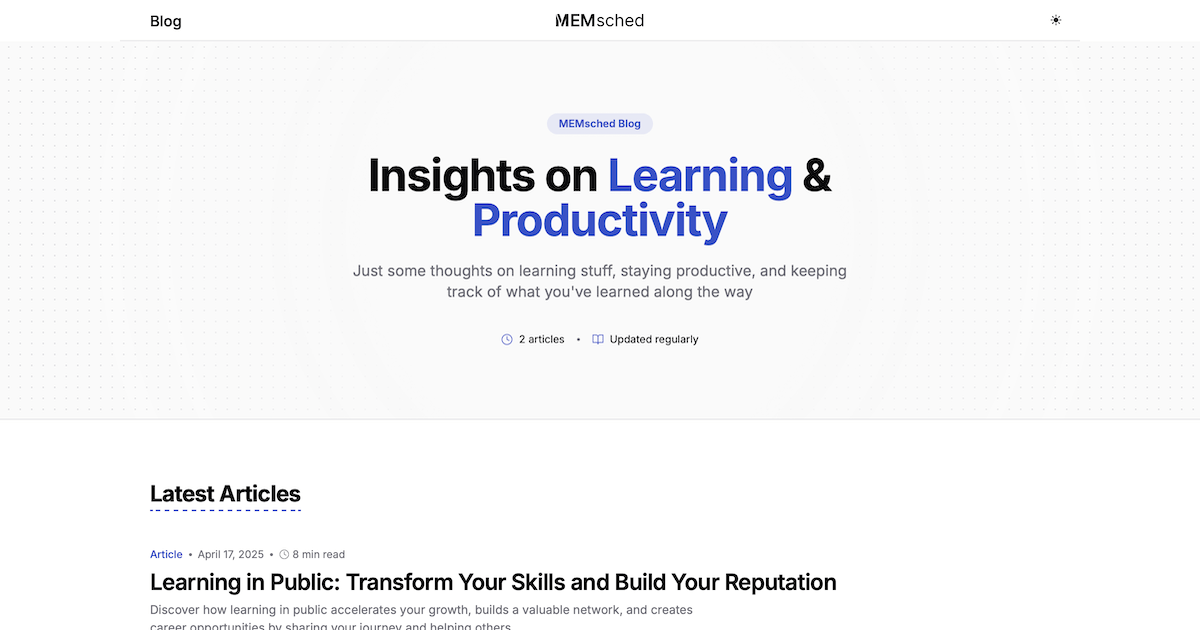 Blog
MEMsched
MEMsched Blog
Insights on Learning &
Productivity
Just some thoughts on learning stuff, staying productive, and keeping
track of what you've learned along the way
2 articles • Updated regularly
Latest Articles
Article • April 17, 2025 • 8 min read
Learning in Public: Transform Your Skills and Build Your Reputation
Discover how learning in public accelerates your growth, builds a valuable network, and creates
career opportunities by sharing your journey and helping others